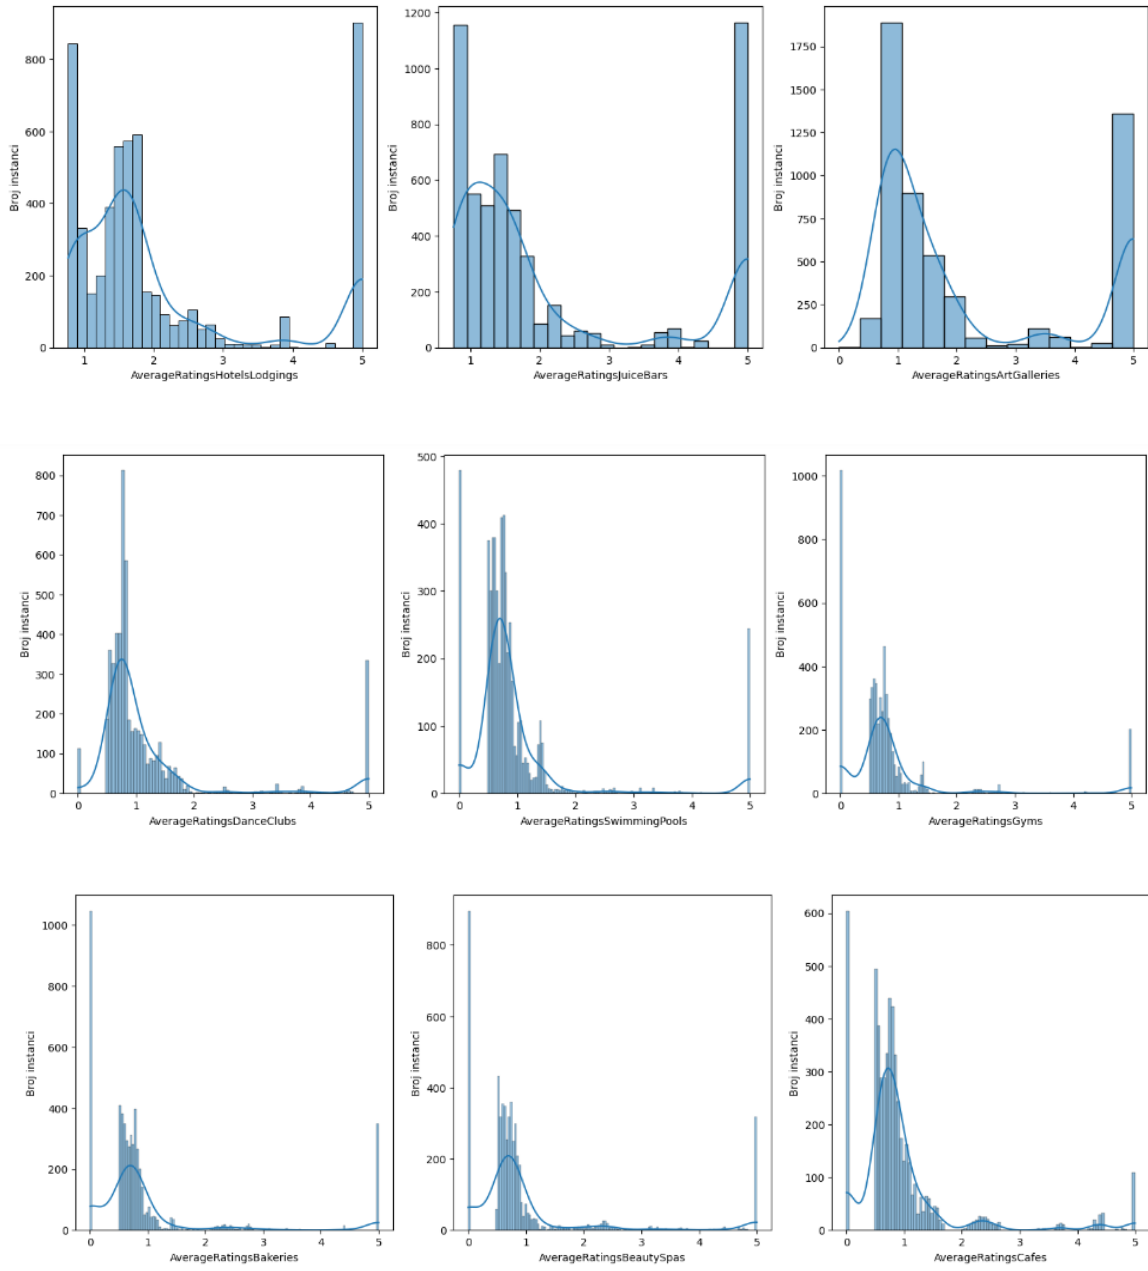 800
600
400
200
0
Broj instanci
1 2 3 4 5
AverageRatingsHotelsLodgings
1200
1000
800
600
400
200
0
Broj instanci
1 2 3 4 5
AverageRatingsJuiceBars
1750
1500
1250
1000
750
500
250
0
Broj instanci
0 1 2 3 4 5
AverageRatingsArtGalleries
800
700
600
500
400
300
200
100
0
Broj instanci
0 1 2 3 4 5
AverageRatingsDanceClubs
500
400
300
200
100
0
Broj instanci
0 1 2 3 4 5
AverageRatingsSwimmingPools
1000
800
600
400
200
0
Broj instanci
0 1 2 3 4 5
AverageRatingsGyms
1000
800
600
400
200
0
Broj instanci
0 1 2 3 4 5
AverageRatingsBakeries
800
600
400
200
0
Broj instanci
0 1 2 3 4 5
AverageRatingsBeautySpas
600
500
400
300
200
100
0
Broj instanci
0 1 2 3 4 5
AverageRatingsCafes